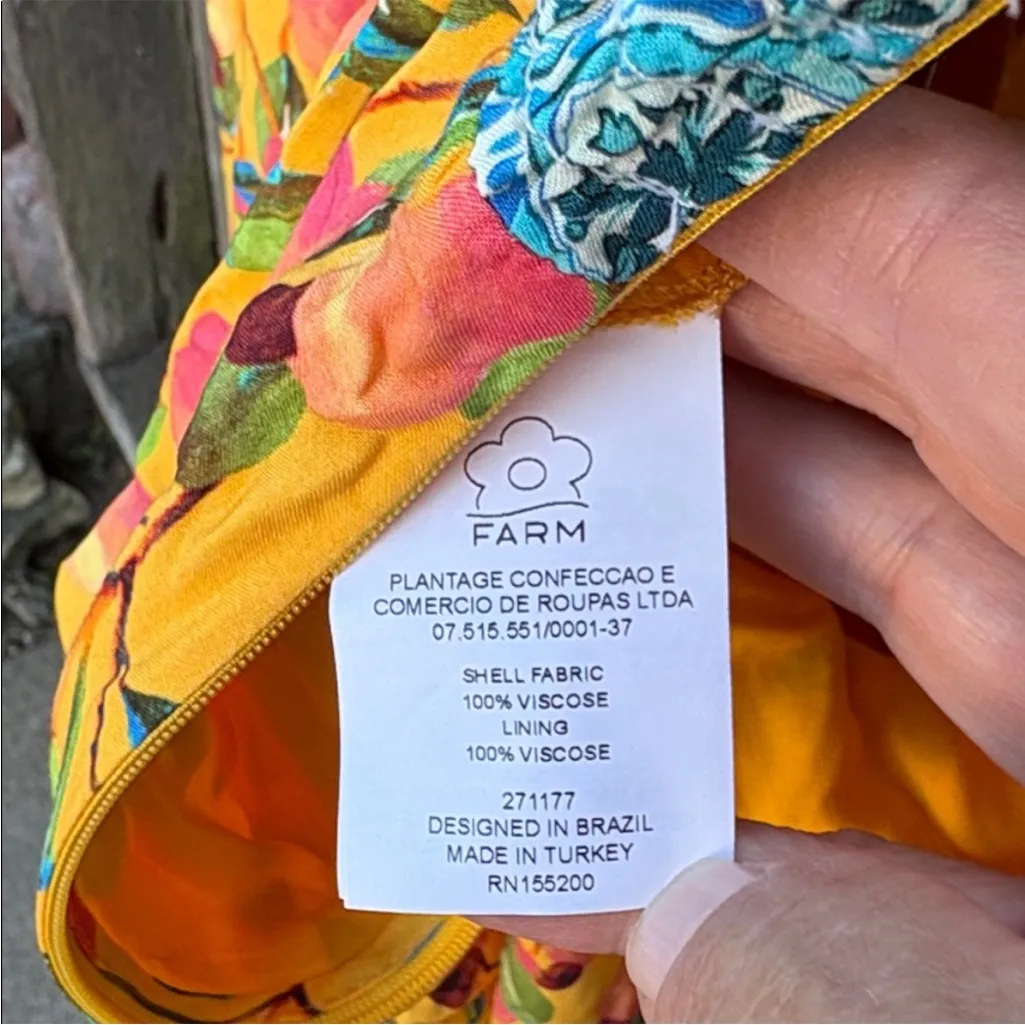 FARM
PLANTAGE CONFECCAO E
COMERCIO DE ROUPAS LTDA
07.515.551/0001-37
SHELL FABRIC
100% VISCOSE
LINING
100% VISCOSE
271177
DESIGNED IN BRAZIL
MADE IN TURKEY
RN155200